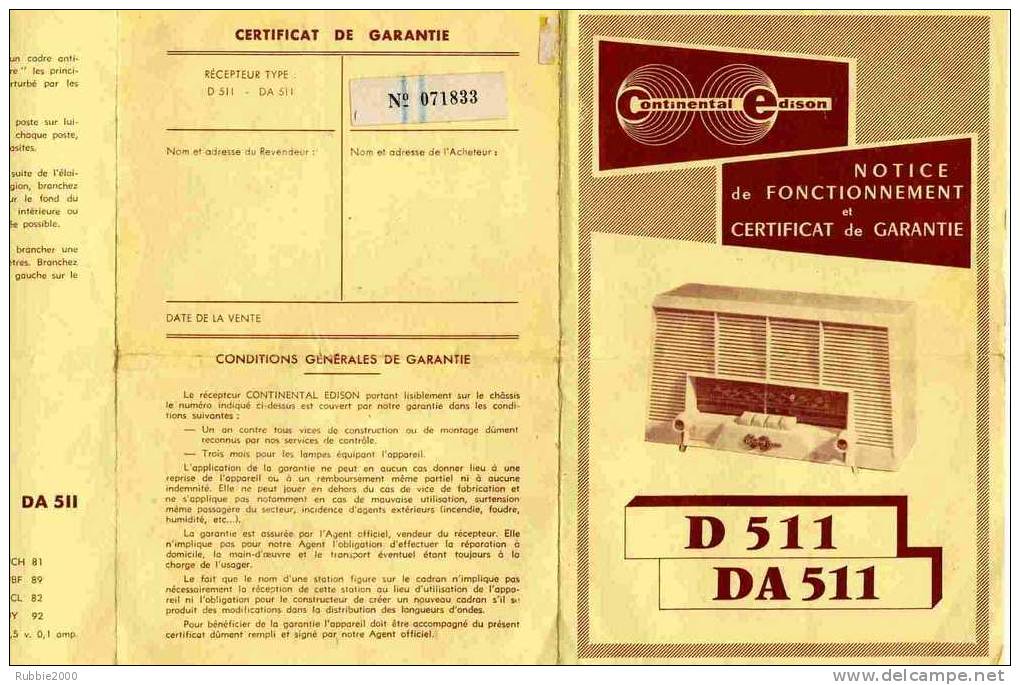 un cadre anti-
re " les princi-
rturbé par les
poste sur lui-
chaque poste,
asites.
suite de l'éloi-
gion, branchez
ur le fond du
intérieure ou
le possible.
brancher une
tres. Branchez
gauche sur le
DA 511
CH 81
BF 89
CL 82
Y 92
,5 v. 0,1 amp.
CERTIFICAT DE GARANTIE
RÉCEPTEUR TYPE :
D 511 - DA 511
Nº 071833
Nom et adresse du Revendeur :
Nom et adresse de l'Acheteur :
DATE DE LA VENTE
CONDITIONS GÉNÉRALES DE GARANTIE
Le récepteur CONTINENTAL EDISON portant lisiblement sur le châssis
le numéro indiqué ci-dessus est couvert par notre garantie dans les condi-
tions suivantes :
— Un an contre tous vices de construction ou de montage dûment
reconnus par nos services de contrôle.
— Trois mois pour les lampes équipant l'appareil.
L'application de la garantie ne peut en aucun cas donner lieu à une
reprise de l'appareil ou à un remboursement même partiel ni à aucune
indemnité. Elle ne peut jouer en dehors du cas de vice de fabrication et
ne s'applique pas notamment en cas de mauvaise utilisation, surtension
même passagère du secteur, incidence d'agents extérieurs (incendie, foudre,
humidité, etc...).
La garantie est assurée par l'Agent officiel, vendeur du récepteur. Elle
n'implique pas pour notre Agent l'obligation d'effectuer la réparation à
domicile, la main-d'œuvre et le transport éventuel étant toujours à la
charge de l'usager.
Le fait que le nom d'une station figure sur le cadran n'implique pas
nécessairement la réception de cette station au lieu d'utilisation de l'appa-
reil ni l'obligation pour le constructeur de créer un nouveau cadran s'il se
produit des modifications dans la distribution des longueurs d'ondes.
Pour bénéficier de la garantie l'appareil doit être accompagné du présent
certificat dûment rempli et signé par notre Agent officiel.
Continental Edison
NOTICE
de FONCTIONNEMENT
et
CERTIFICAT de GARANTIE
D 511
DA 511
Robbie2000
delcampe.net